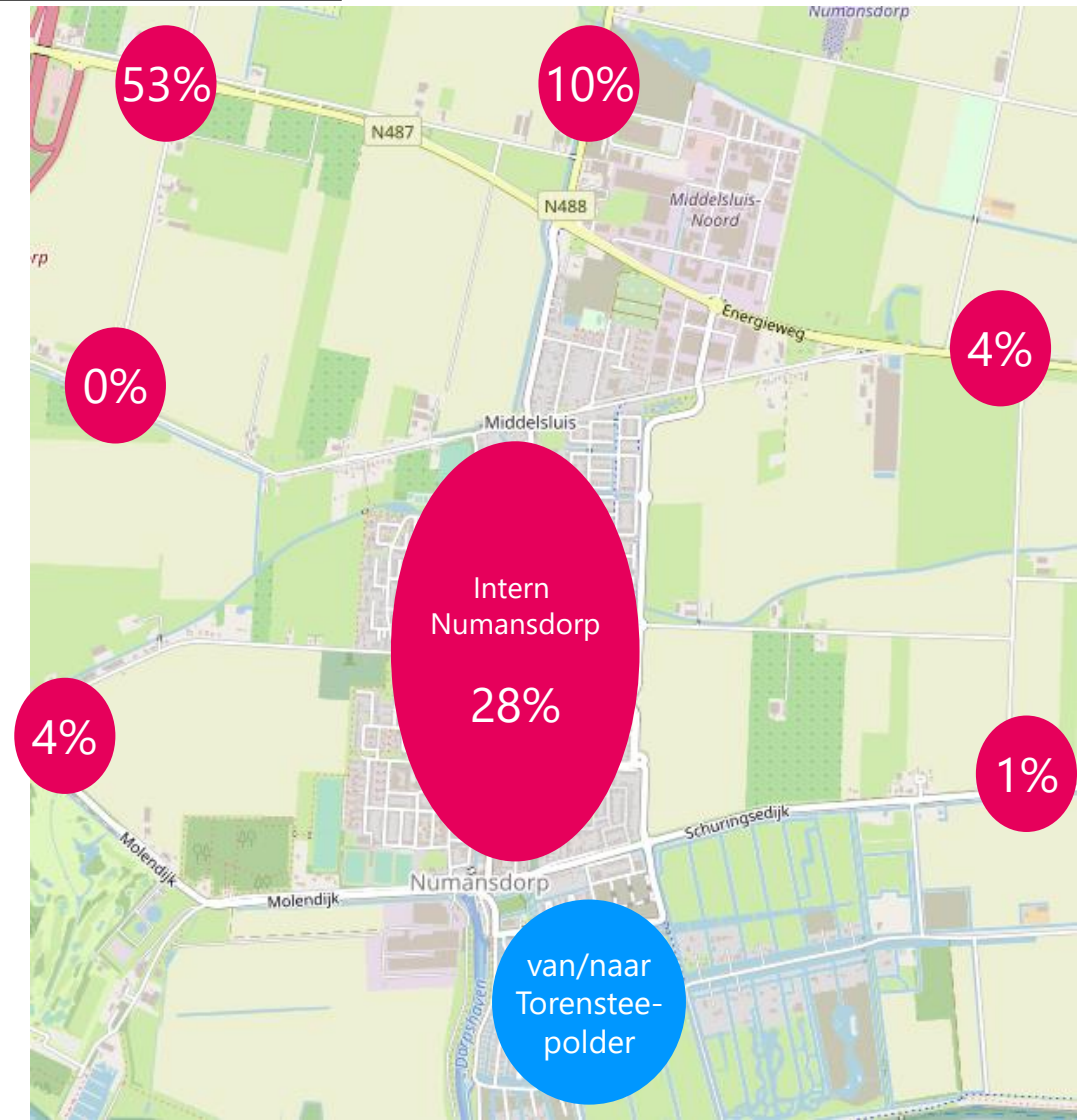 Numansdorp
53%
10%
N487
N488
Middelsluis-
Noord
rp
Energieweg
4%
0%
Middelsluis
Intern
Numansdorp
28%
4%
1%
Schuringsedijk
Molendijk
Numansdorp
Molendijk
van/naar
Torenstee-
polder
Dorpshaven